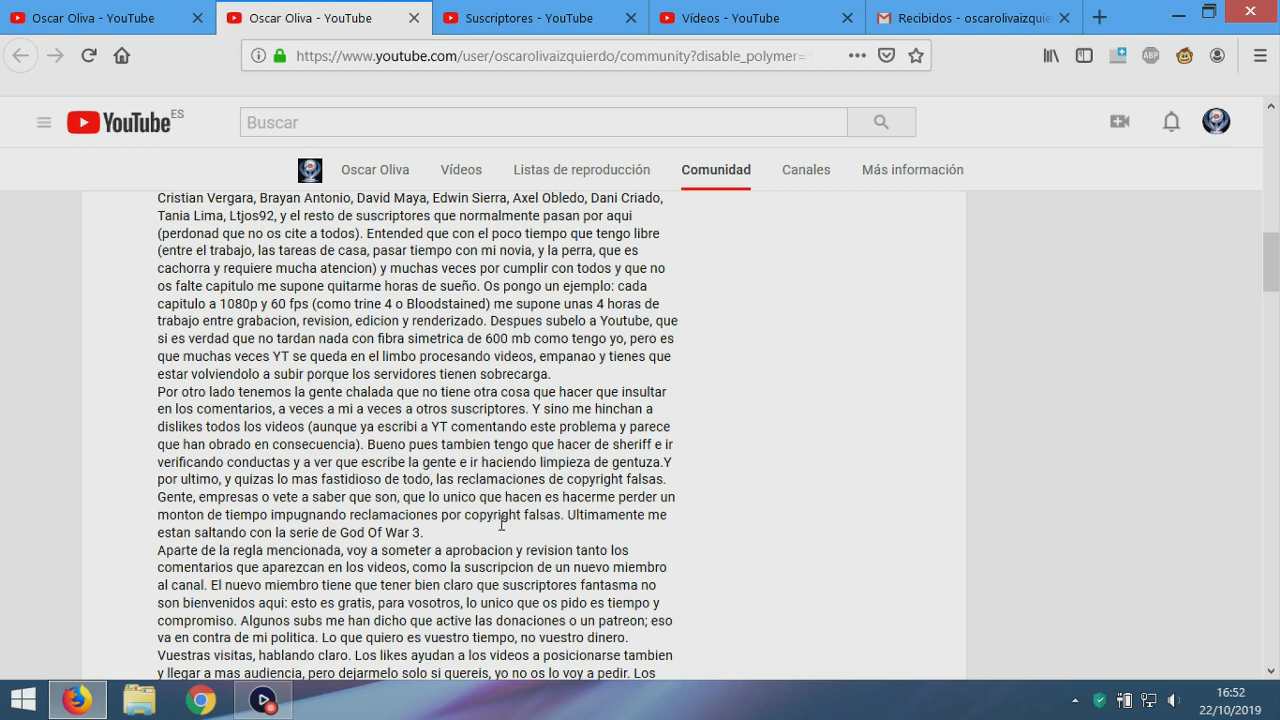 Oscar Oliva - YouTube
Oscar Oliva - YouTube
Suscriptores - YouTube
Vídeos - YouTube
Recibidos - oscarolivaizquie
https://www.youtube.com/user/oscarolivaizquierdo/community?disable_polymer=
ABP
YouTube ES
Buscar
Oscar Oliva
Vídeos
Listas de reproducción
Comunidad
Canales
Más información
Cristian Vergara, Brayan Antonio, David Maya, Edwin Sierra, Axel Obledo, Dani Criado,
Tania Lima, Ltjos92, y el resto de suscriptores que normalmente pasan por aqui
(perdonad que no os cite a todos). Entended que con el poco tiempo que tengo libre
(entre el trabajo, las tareas de casa, pasar tiempo con mi novia, y la perra, que es
cachorra y requiere mucha atencion) y muchas veces por cumplir con todos y que no
os falte capitulo me supone quitarme horas de sueño. Os pongo un ejemplo: cada
capitulo a 1080p y 60 fps (como trine 4 o Bloodstained) me supone unas 4 horas de
trabajo entre grabacion, revision, edicion y renderizado. Despues subelo a Youtube, que
si es verdad que no tardan nada con fibra simetrica de 600 mb como tengo yo, pero es
que muchas veces YT se queda en el limbo procesando videos, empanao y tienes que
estar volviendolo a subir porque los servidores tienen sobrecarga.
Por otro lado tenemos la gente chalada que no tiene otra cosa que hacer que insultar
en los comentarios, a veces a mi a veces a otros suscriptores. Y sino me hinchan a
dislikes todos los videos (aunque ya escribi a YT comentando este problema y parece
que han obrado en consecuencia). Bueno pues tambien tengo que hacer de sheriff e ir
verificando conductas y a ver que escribe la gente e ir haciendo limpieza de gentuza.Y
por ultimo, y quizas lo mas fastidioso de todo, las reclamaciones de copyright falsas.
Gente, empresas o vete a saber que son, que lo unico que hacen es hacerme perder un
monton de tiempo impugnando reclamaciones por copyright falsas. Ultimamente me
estan saltando con la serie de God Of War 3.
Aparte de la regla mencionada, voy a someter a aprobacion y revision tanto los
comentarios que aparezcan en los videos, como la suscripcion de un nuevo miembro
al canal. El nuevo miembro tiene que tener bien claro que suscriptores fantasma no
son bienvenidos aqui: esto es gratis, para vosotros, lo unico que os pido es tiempo y
compromiso. Algunos subs me han dicho que active las donaciones o un patreon; eso
va en contra de mi politica. Lo que quiero es vuestro tiempo, no vuestro dinero.
Vuestras visitas, hablando claro. Los likes ayudan a los videos a posicionarse tambien
y llegar a mas audiencia, pero dejarmelo solo si quereis, yo no os lo voy a pedir. Los
16:52
22/10/2019